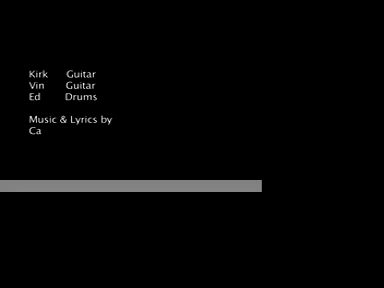 Kirk Guitar
Vin Guitar
Ed Drums
Music & Lyrics by
Ca